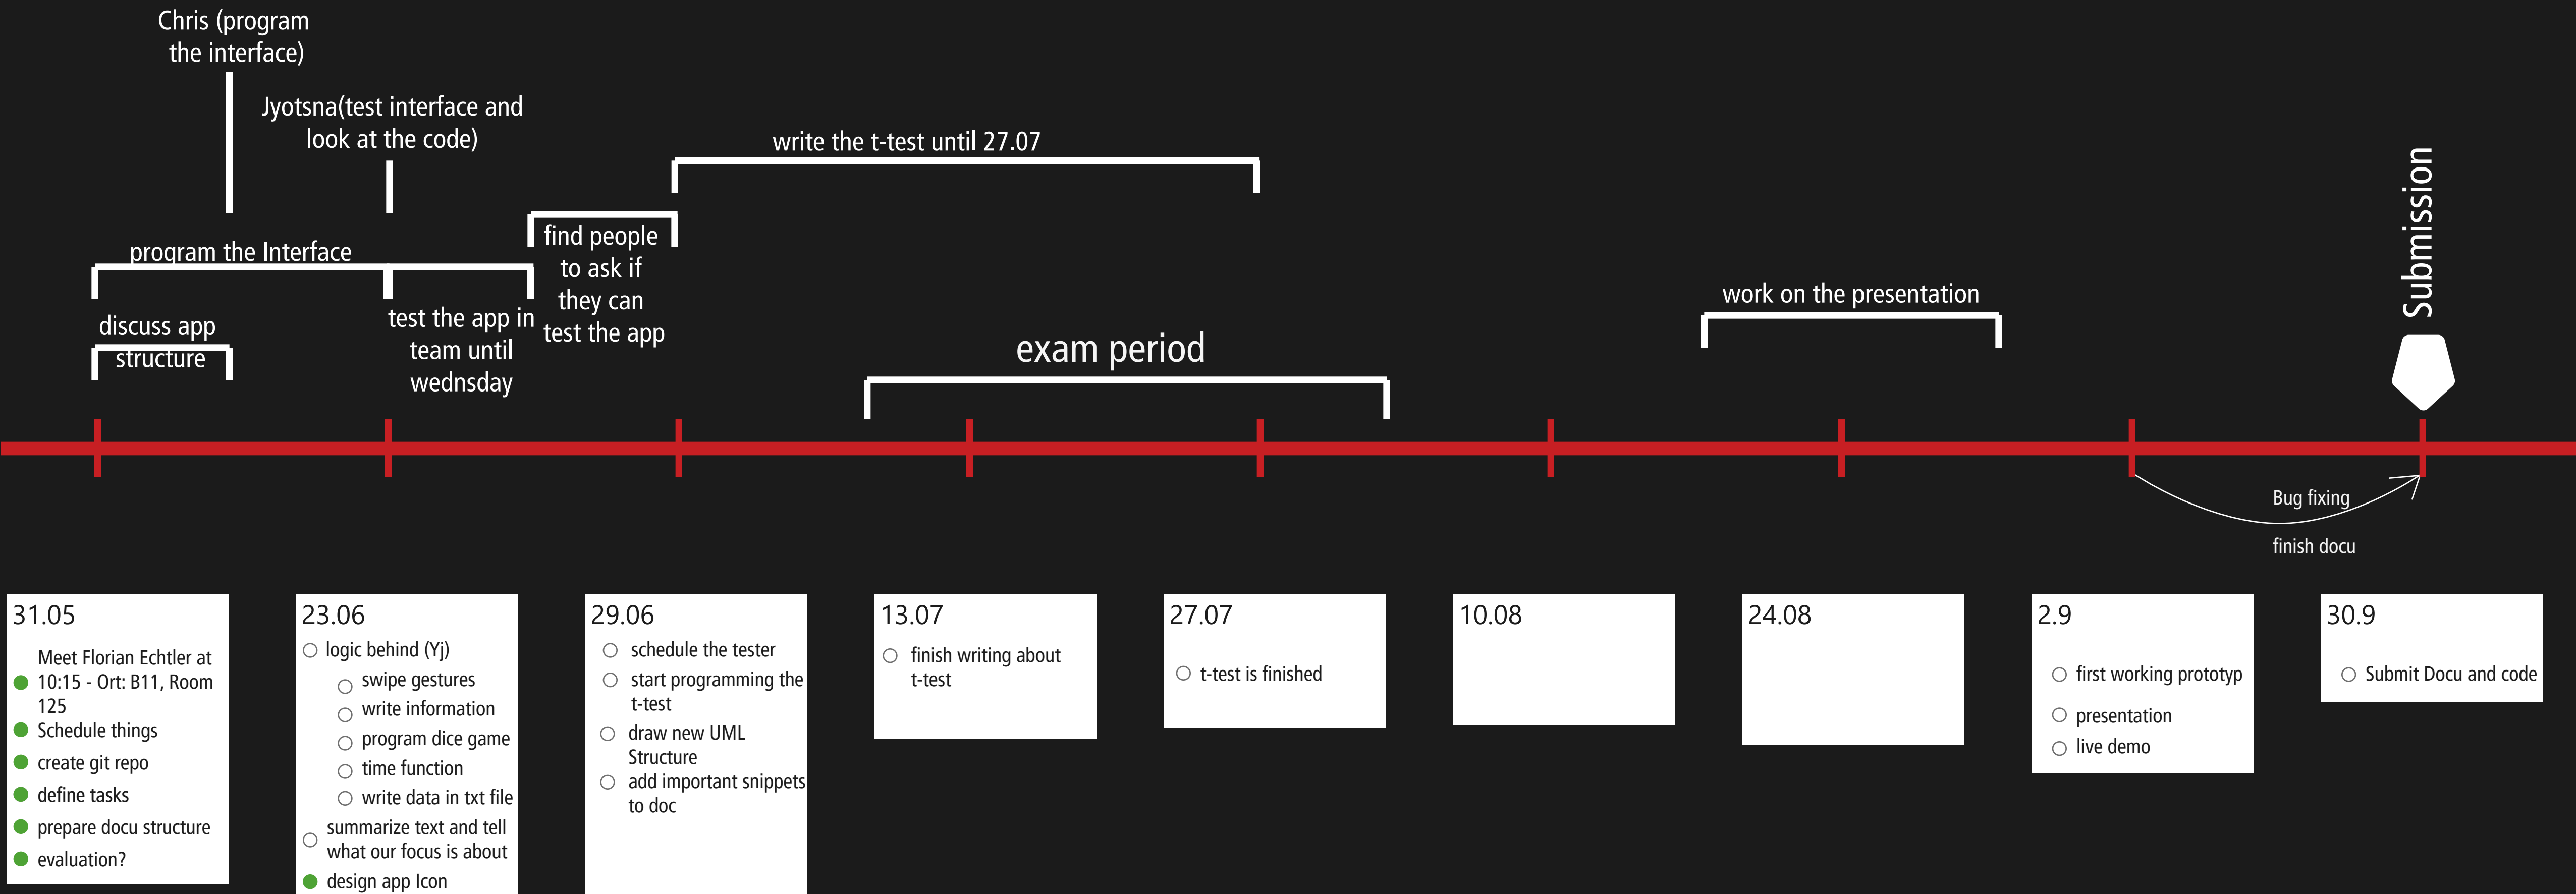 Chris (program
the interface)
Jyotsna(test interface and
look at the code)
write the t-test until 27.07
program the Interface
find people
to ask if
they can
test the app
discuss app
structure
test the app in
team until
wednsday
exam period
work on the presentation
Submission
Bug fixing
finish docu
31.05
Meet Florian Echtler at
10:15 - Ort: B11, Room
125
Schedule things
create git repo
define tasks
prepare docu structure
evaluation?
23.06
logic behind (Yj)
swipe gestures
write information
program dice game
time function
write data in txt file
summarize text and tell
what our focus is about
design app Icon
29.06
schedule the tester
start programming the
t-test
draw new UML
Structure
add important snippets
to doc
13.07
finish writing about
t-test
27.07
t-test is finished
10.08
24.08
2.9
first working prototyp
presentation
live demo
30.9
Submit Docu and code